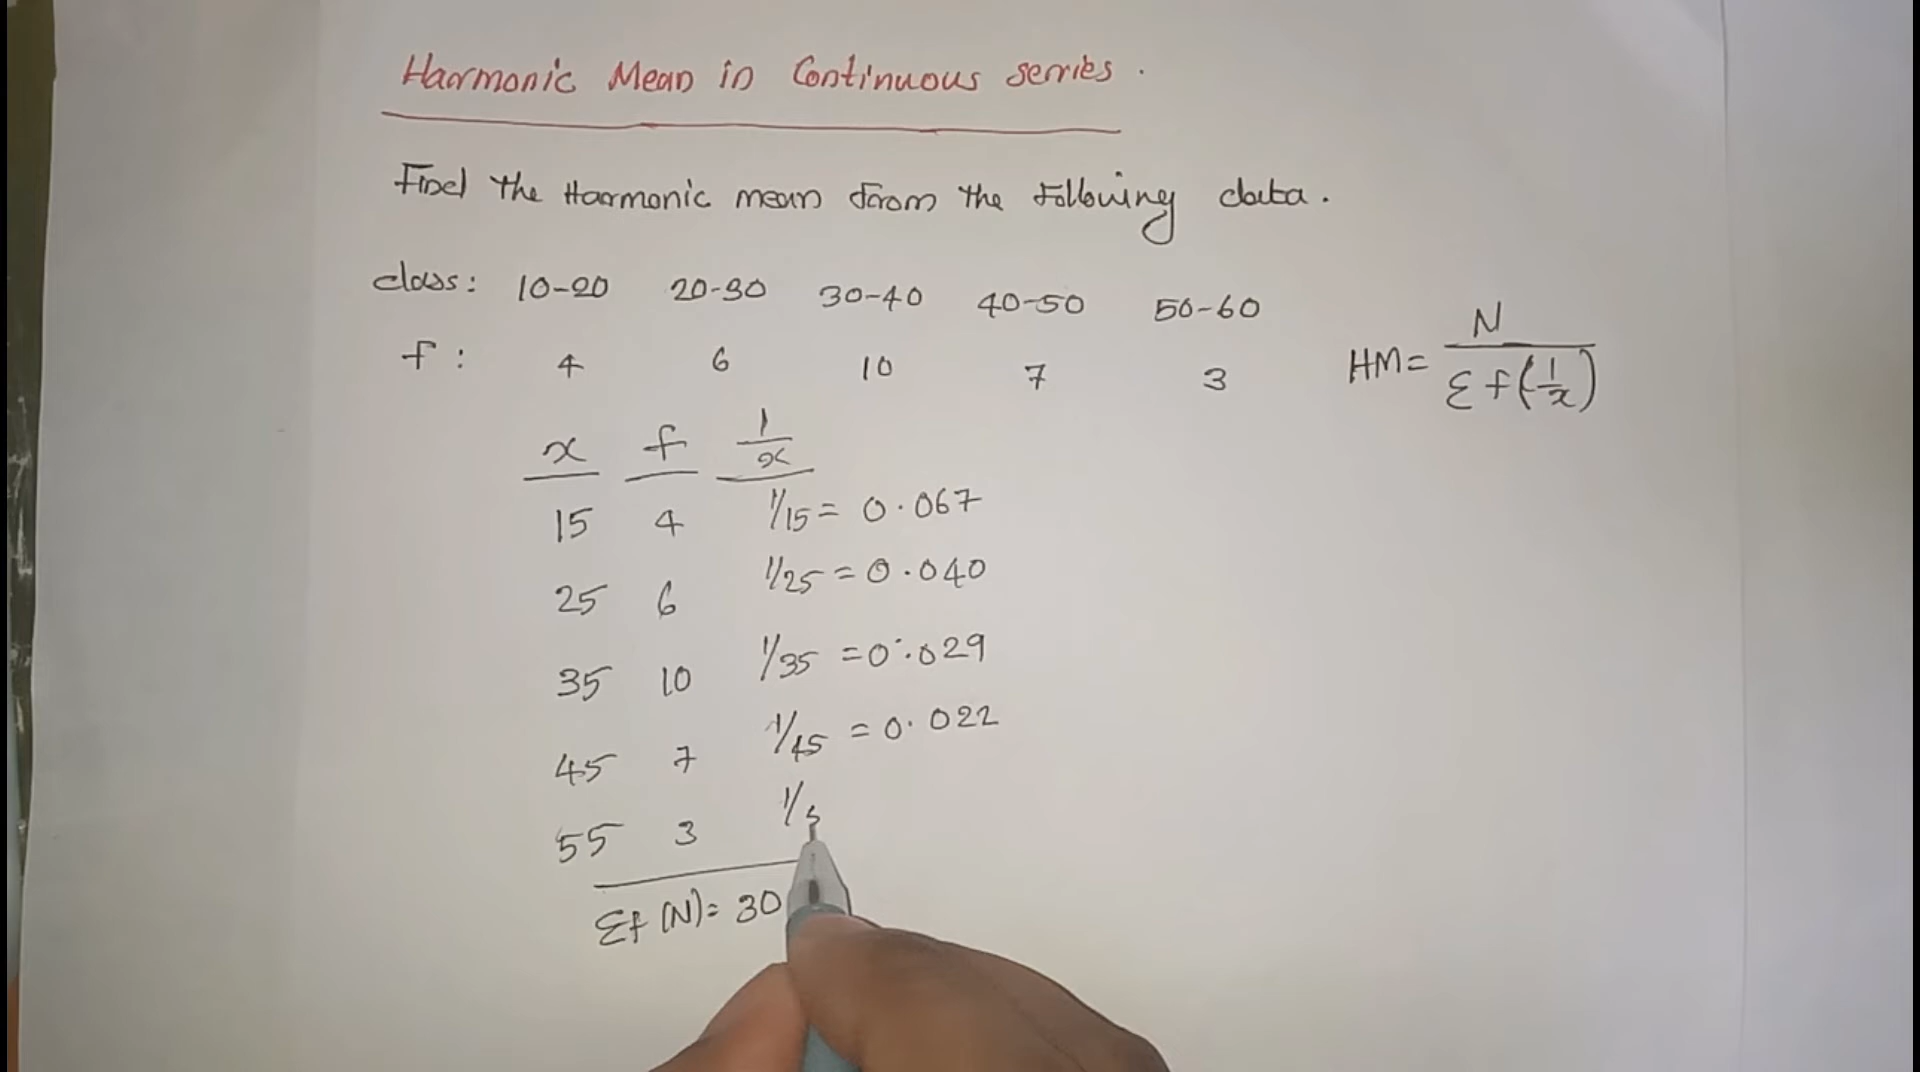 Harmonic Mean in Continuous series.
Find the Harmonic mean from the following data.
class: 10-20 20-30 30-40 40-50 50-60
f: 4 6 10 7 3
HM= N / Σf(1/x)
x f 1/x
15 4 1/15 = 0.067
25 6 1/25 = 0.040
35 10 1/35 = 0.029
45 7 1/45 = 0.022
55 3 1/5
Σf (N) = 30